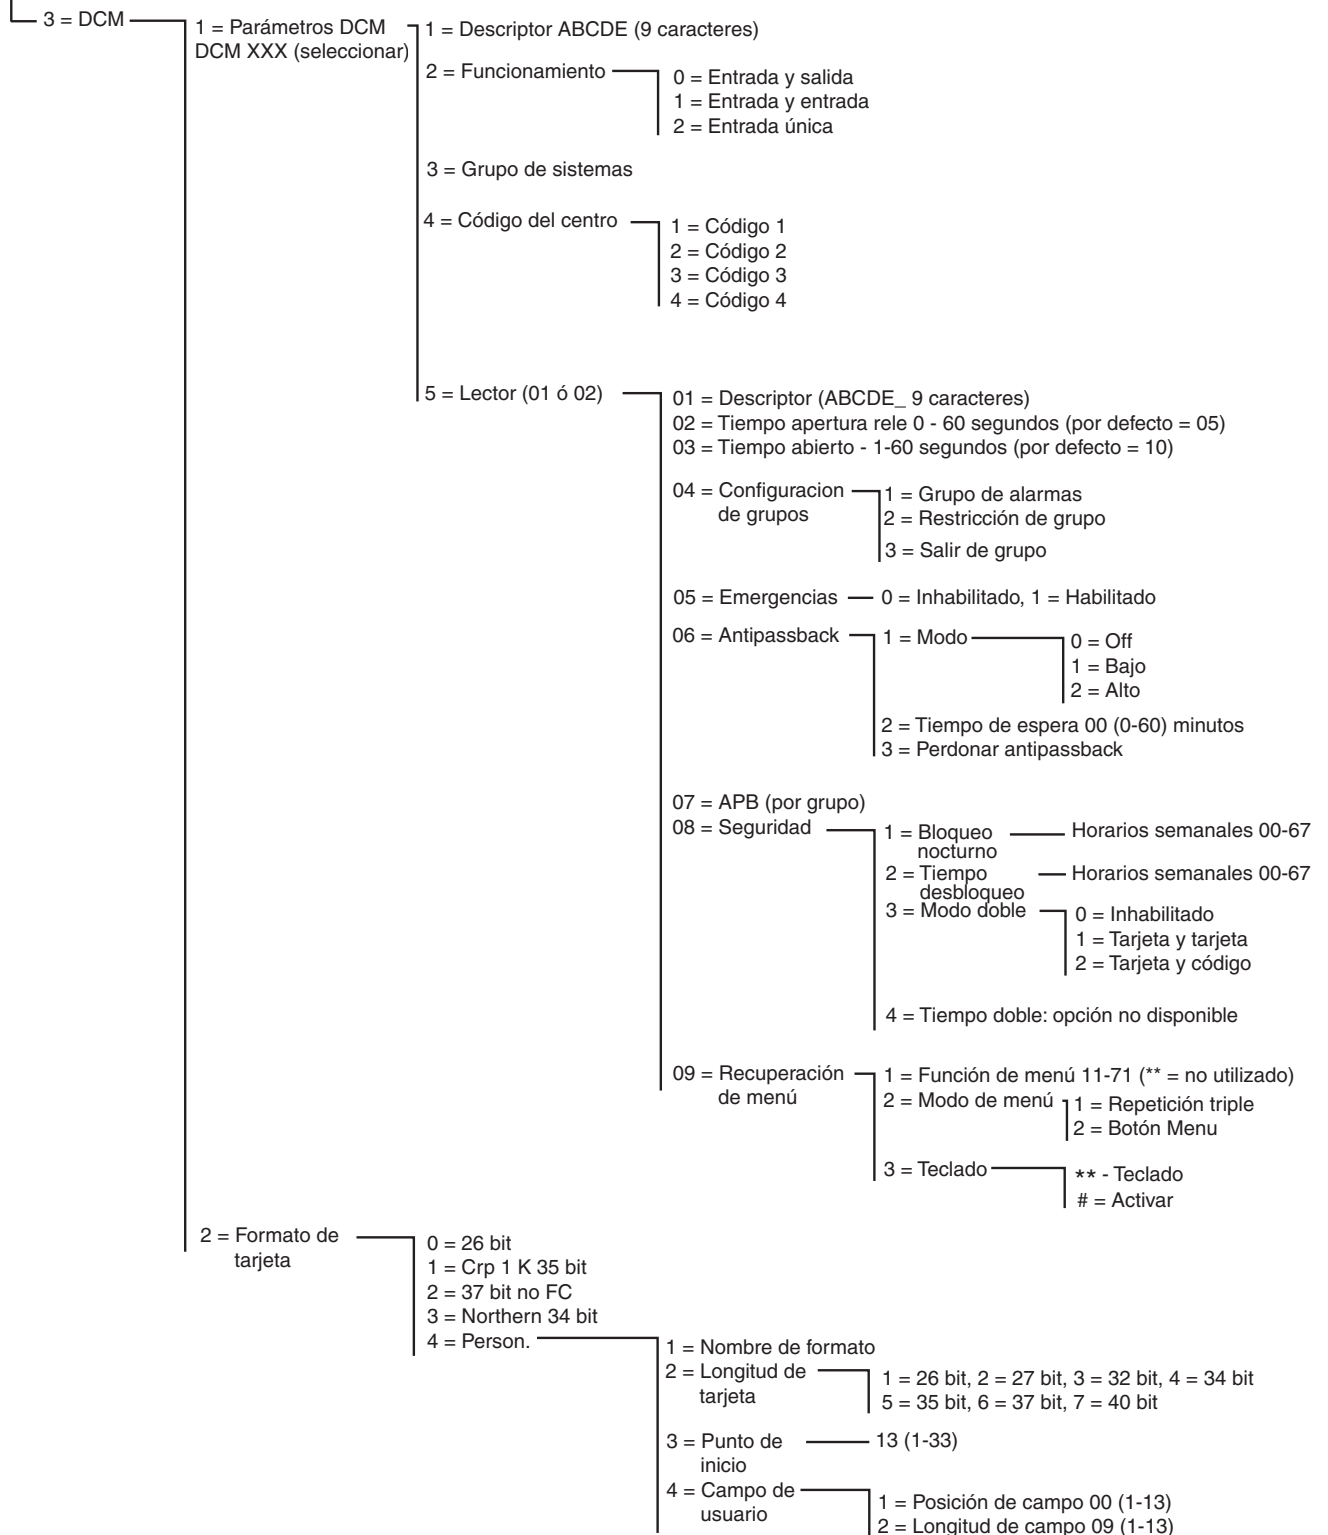 3 = DCM
1 = Parámetros DCM
DCM XXX (seleccionar)
1 = Descriptor ABCDE (9 caracteres)
2 = Funcionamiento
0 = Entrada y salida
1 = Entrada y entrada
2 = Entrada única
3 = Grupo de sistemas
4 = Código del centro
1 = Código 1
2 = Código 2
3 = Código 3
4 = Código 4
5 = Lector (01 ó 02)
01 = Descriptor (ABCDE_ 9 caracteres)
02 = Tiempo apertura rele 0 - 60 segundos (por defecto = 05)
03 = Tiempo abierto - 1-60 segundos (por defecto = 10)
04 = Configuracion
de grupos
1 = Grupo de alarmas
2 = Restricción de grupo
3 = Salir de grupo
05 = Emergencias
0 = Inhabilitado, 1 = Habilitado
06 = Antipassback
1 = Modo
0 = Off
1 = Bajo
2 = Alto
2 = Tiempo de espera 00 (0-60) minutos
3 = Perdonar antipassback
07 = APB (por grupo)
08 = Seguridad
1 = Bloqueo
nocturno
Horarios semanales 00-67
2 = Tiempo
desbloqueo
Horarios semanales 00-67
3 = Modo doble
0 = Inhabilitado
1 = Tarjeta y tarjeta
2 = Tarjeta y código
4 = Tiempo doble: opción no disponible
09 = Recuperación
de menú
1 = Función de menú 11-71 (** = no utilizado)
2 = Modo de menú
1 = Repetición triple
2 = Botón Menu
3 = Teclado
** - Teclado
# = Activar
2 = Formato de
tarjeta
0 = 26 bit
1 = Crp 1 K 35 bit
2 = 37 bit no FC
3 = Northern 34 bit
4 = Person.
1 = Nombre de formato
2 = Longitud de
tarjeta
1 = 26 bit, 2 = 27 bit, 3 = 32 bit, 4 = 34 bit
5 = 35 bit, 6 = 37 bit, 7 = 40 bit
3 = Punto de
inicio
13 (1-33)
4 = Campo de
usuario
1 = Posición de campo 00 (1-13)
2 = Longitud de campo 09 (1-13)